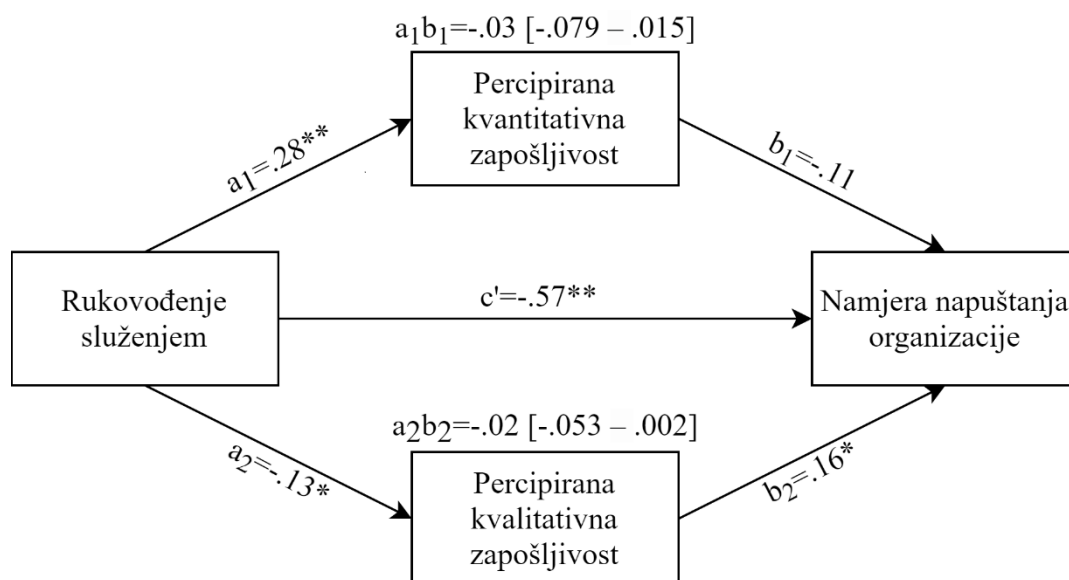 a1b1=-.03 [-.079 – .015]
Percipirana
kvantitativna
zapošljivost
a1=.28**
b1=-.11
Rukovođenje
služenjem
c'=-.57**
Namjera napuštanja
organizacije
a2b2=-.02 [-.053 – .002]
a2=-.13*
Percipirana
kvalitativna
zapošljivost
b2=.16*